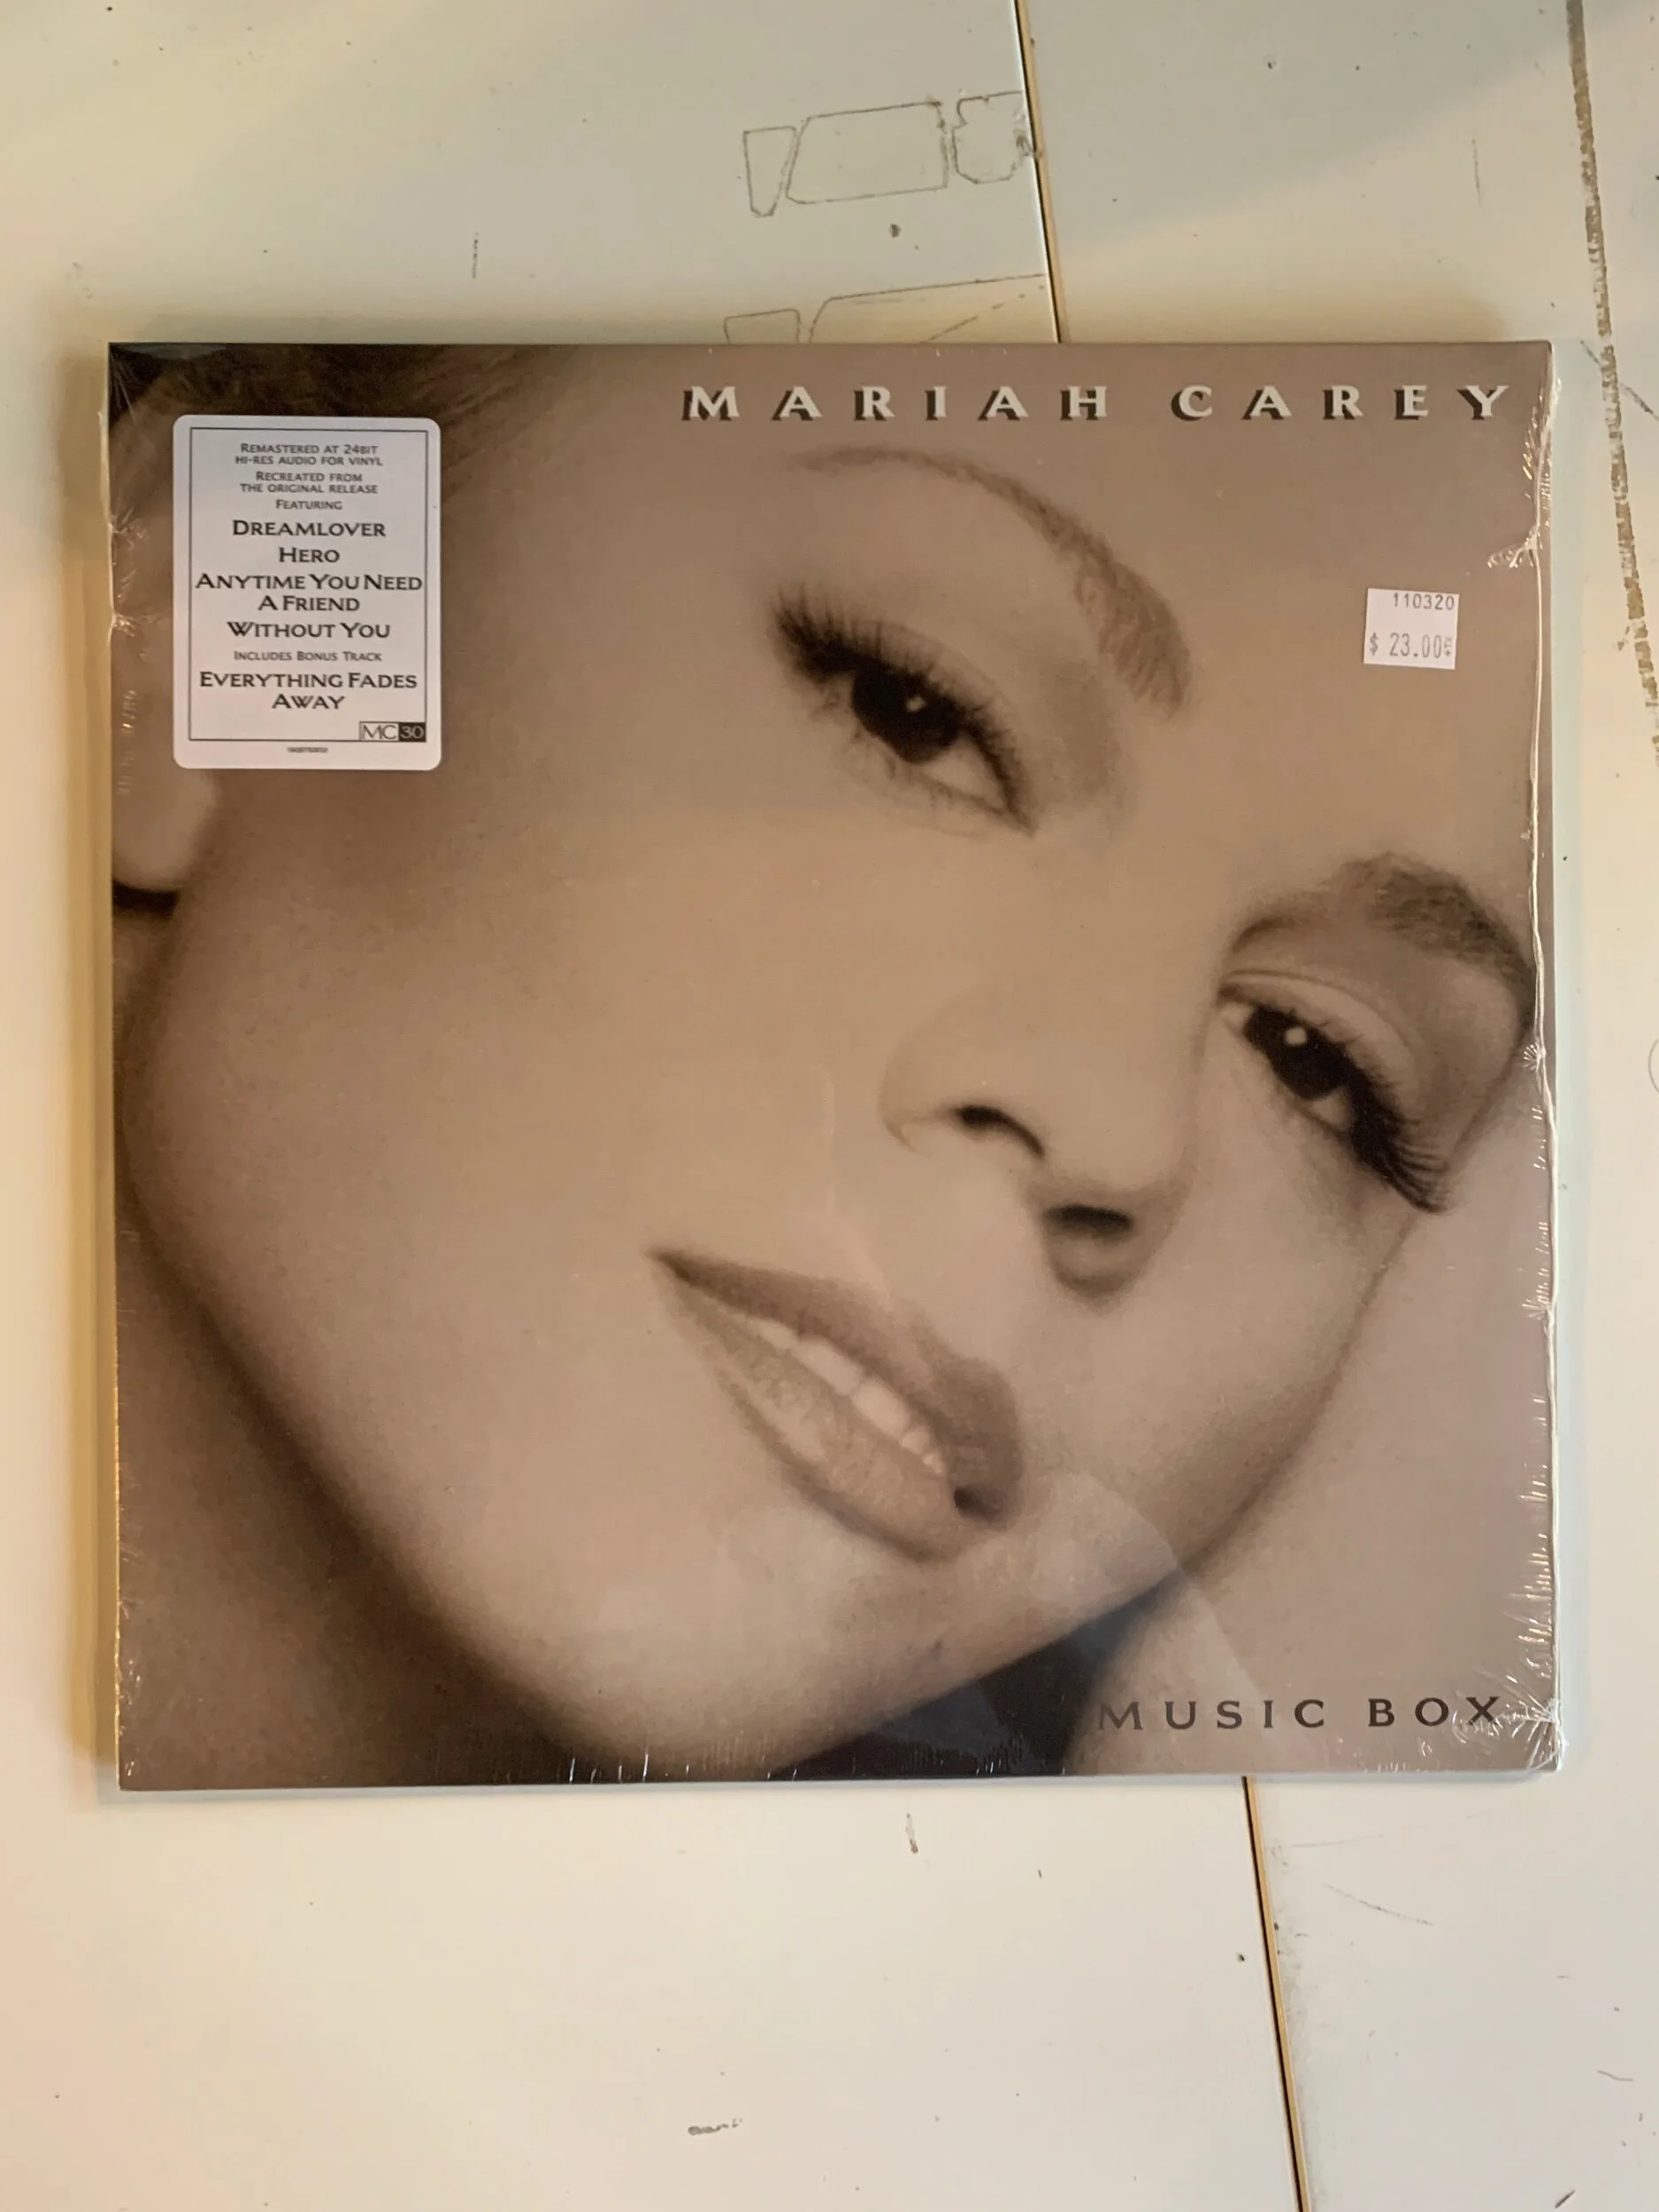 MARIAH CAREY
REMASTERED AT 24BIT
HI-RES AUDIO FOR VINYL
RECREATED FROM
THE ORIGINAL RELEASE
FEATURING
DREAMLOVER
HERO
ANYTIME YOU NEED
A FRIEND
WITHOUT YOU
INCLUDES BONUS TRACK
EVERYTHING FADES
AWAY
MC30
110320
$ 23.00
MUSIC BOX